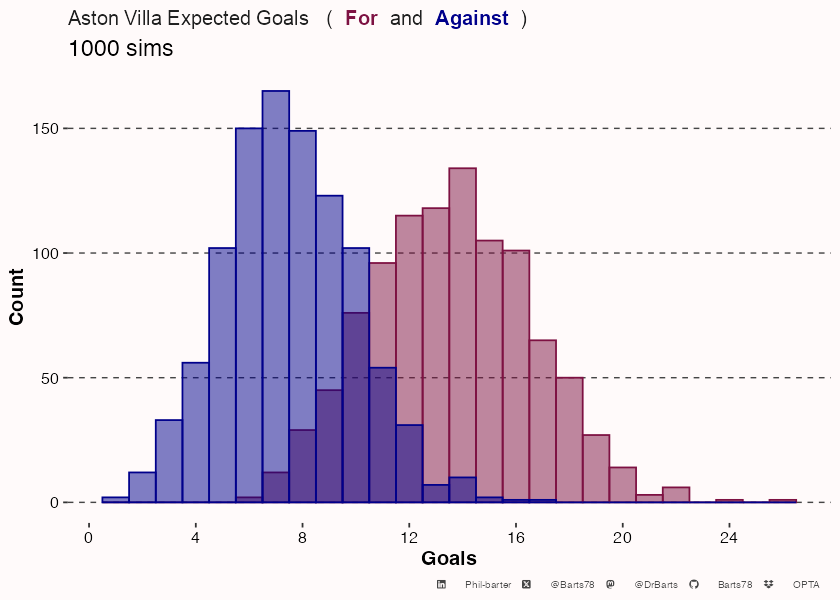 Aston Villa Expected Goals ( For and Against )
1000 sims
150
100
50
0
Count
0 4 8 12 16 20 24
Goals
Phil-barter @Barts78 @DrBarts Barts78 OPTA